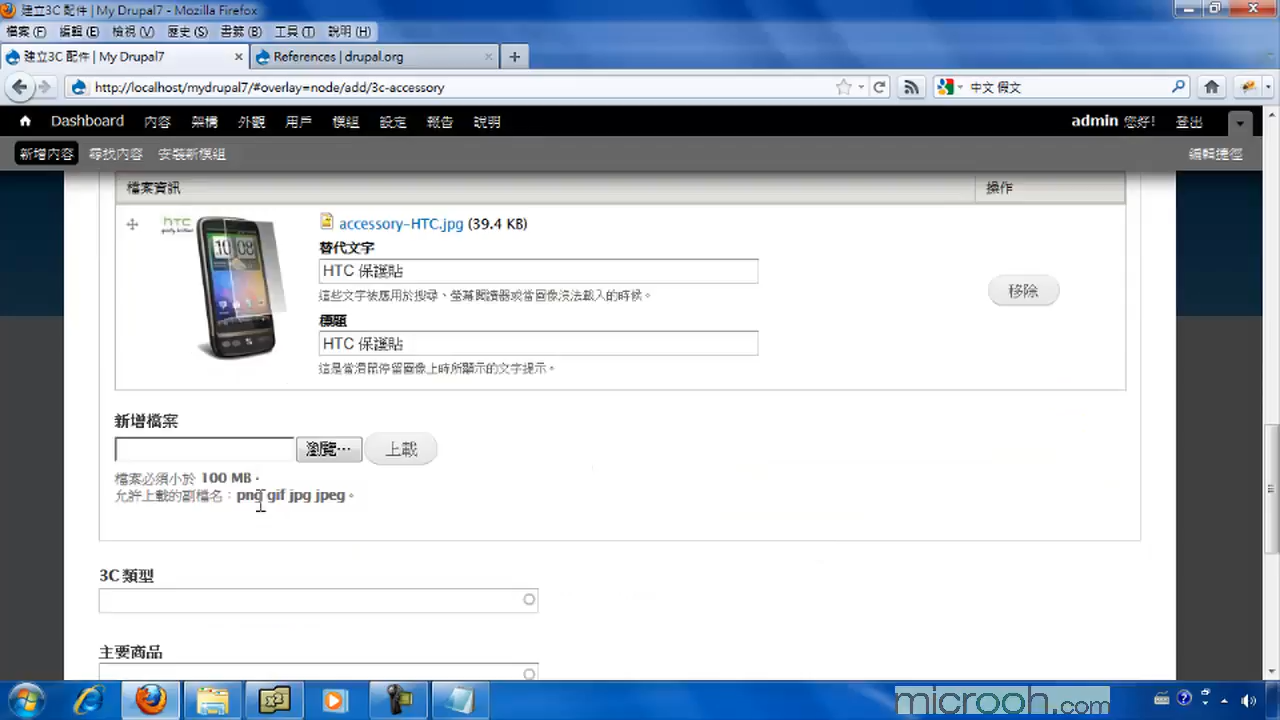 建立3C 配件 | My Drupal7 - Mozilla Firefox
檔案(F) 編輯(E) 檢視(V) 歷史(S) 書籤(B) 工具(T) 說明(H)
建立3C 配件 | My Drupal7 × References | drupal.org × +
http://localhost/mydrupal7/#overlay=node/add/3c-accessory 中文 假文
Dashboard 內容 架構 外觀 用戶 模組 設定 報告 說明 admin 您好! 登出
新增內容 尋找內容 安裝新模組 編輯捷徑
檔案資訊 操作
hTC
10 08
accessory-HTC.jpg (39.4 KB)
替代文字
HTC 保護貼
這些文字被應用於搜尋、螢幕閱讀器或當圖像沒法載入的時候。
移除
標題
HTC 保護貼
這是當滑鼠停留圖像上時所顯示的文字提示。
新增檔案
瀏覽… 上載
檔案必須小於 100 MB。
允許上載的副檔名：png gif jpg jpeg。
3C 類型
主要商品
microoh.com